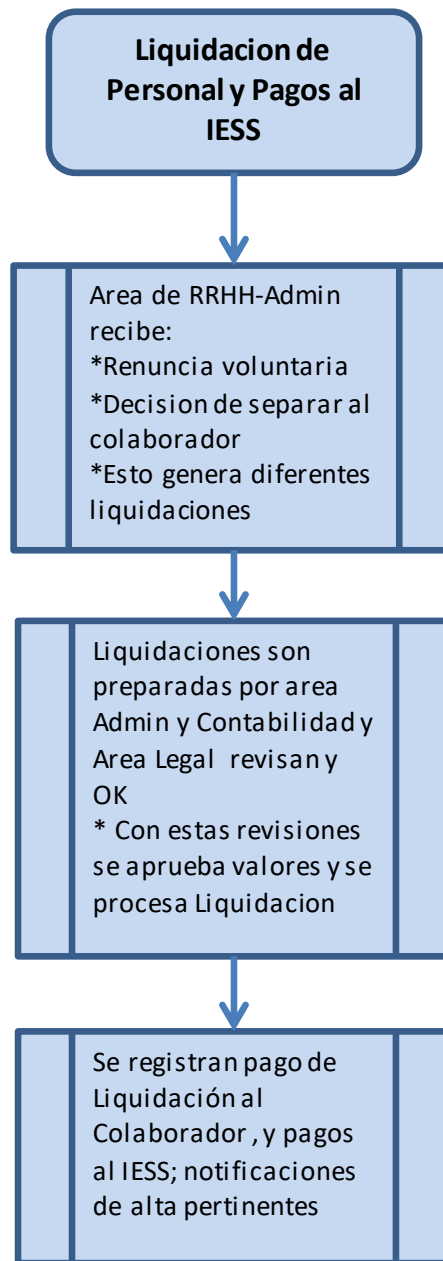 Liquidacion de
Personal y Pagos al
IESS
Area de RRHH-Admin
recibe:
*Renuncia voluntaria
*Decision de separar al
colaborador
*Esto genera diferentes
liquidaciones
Liquidaciones son
preparadas por area
Admin y Contabilidad y
Area Legal revisan y
OK
* Con estas revisiones
se aprueba valores y se
procesa Liquidacion
Se registran pago de
Liquidación al
Colaborador , y pagos
al IESS; notificaciones
de alta pertinentes